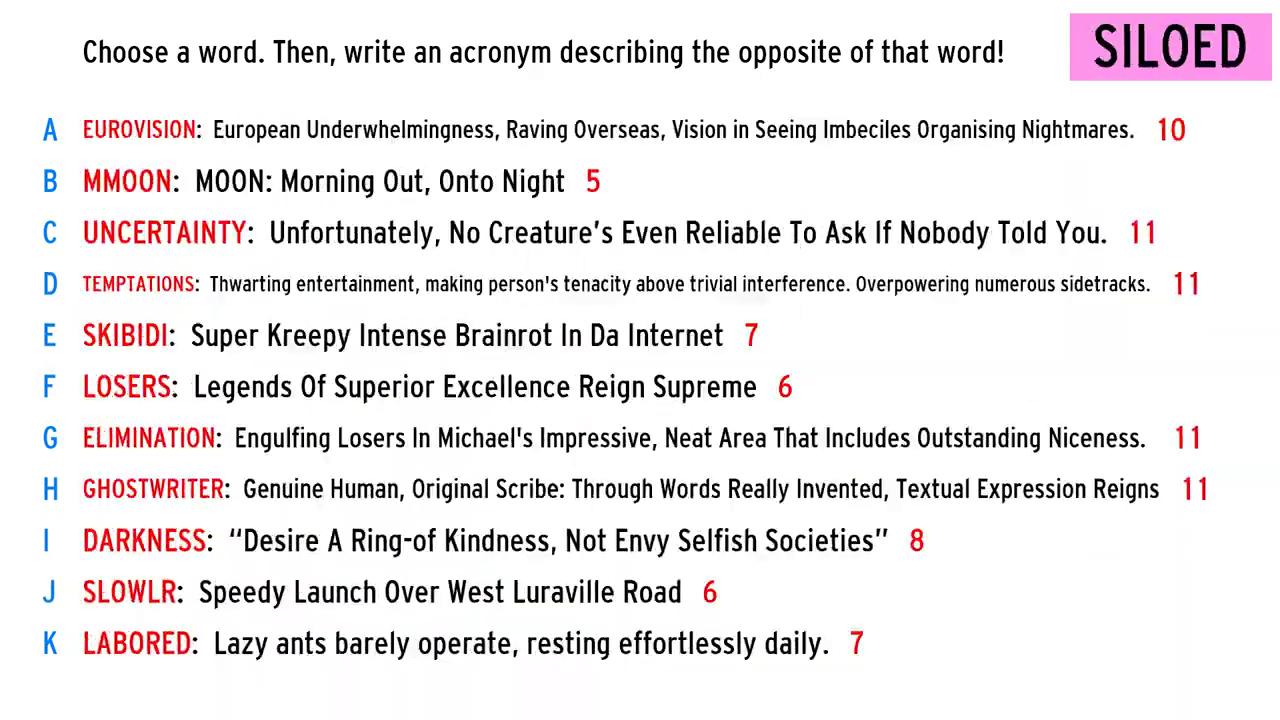 Choose a word. Then, write an acronym describing the opposite of that word!
SILOED
A EUROVISION: European Underwhelmingness, Raving Overseas, Vision in Seeing Imbeciles Organising Nightmares. 10
B MMOON: MOON: Morning Out, Onto Night 5
C UNCERTAINTY: Unfortunately, No Creature's Even Reliable To Ask If Nobody Told You. 11
D TEMPTATIONS: Thwarting entertainment, making person's tenacity above trivial interference. Overpowering numerous sidetracks. 11
E SKIBIDI: Super Kreepy Intense Brainrot In Da Internet 7
F LOSERS: Legends Of Superior Excellence Reign Supreme 6
G ELIMINATION: Engulfing Losers In Michael's Impressive, Neat Area That Includes Outstanding Niceness. 11
H GHOSTWRITER: Genuine Human, Original Scribe: Through Words Really Invented, Textual Expression Reigns 11
I DARKNESS: “Desire A Ring-of Kindness, Not Envy Selfish Societies” 8
J SLOWLR: Speedy Launch Over West Luraville Road 6
K LABORED: Lazy ants barely operate, resting effortlessly daily. 7